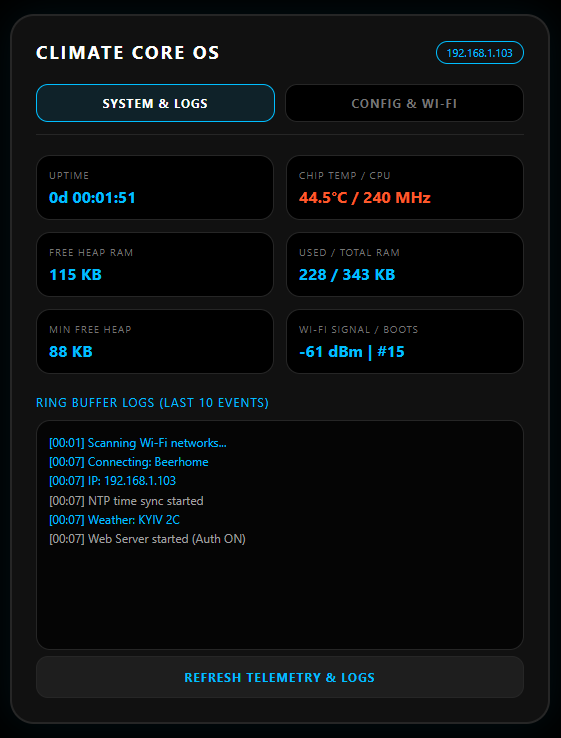 CLIMATE CORE OS
192.168.1.103
SYSTEM & LOGS
CONFIG & WI-FI
UPTIME
0d 00:01:51
CHIP TEMP / CPU
44.5°C / 240 MHz
FREE HEAP RAM
115 KB
USED / TOTAL RAM
228 / 343 KB
MIN FREE HEAP
88 KB
WI-FI SIGNAL / BOOTS
-61 dBm | #15
RING BUFFER LOGS (LAST 10 EVENTS)
[00:01] Scanning Wi-Fi networks...
[00:07] Connecting: Beerhome
[00:07] IP: 192.168.1.103
[00:07] NTP time sync started
[00:07] Weather: KYIV 2C
[00:07] Web Server started (Auth ON)
REFRESH TELEMETRY & LOGS